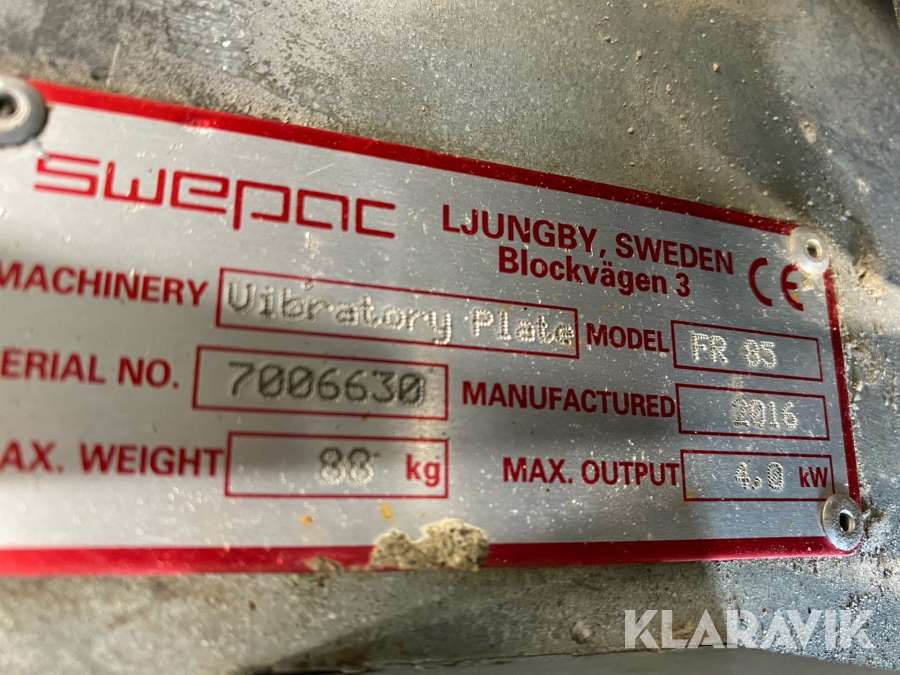 swepac
LJUNGBY, SWEDEN
Blockvägen 3
CE
MACHINERY Vibratory Plate MODEL FR 85
ERIAL NO. 7006630 MANUFACTURED 2016
AX. WEIGHT 88 kg MAX. OUTPUT 4.0 kW
KLARAVIK